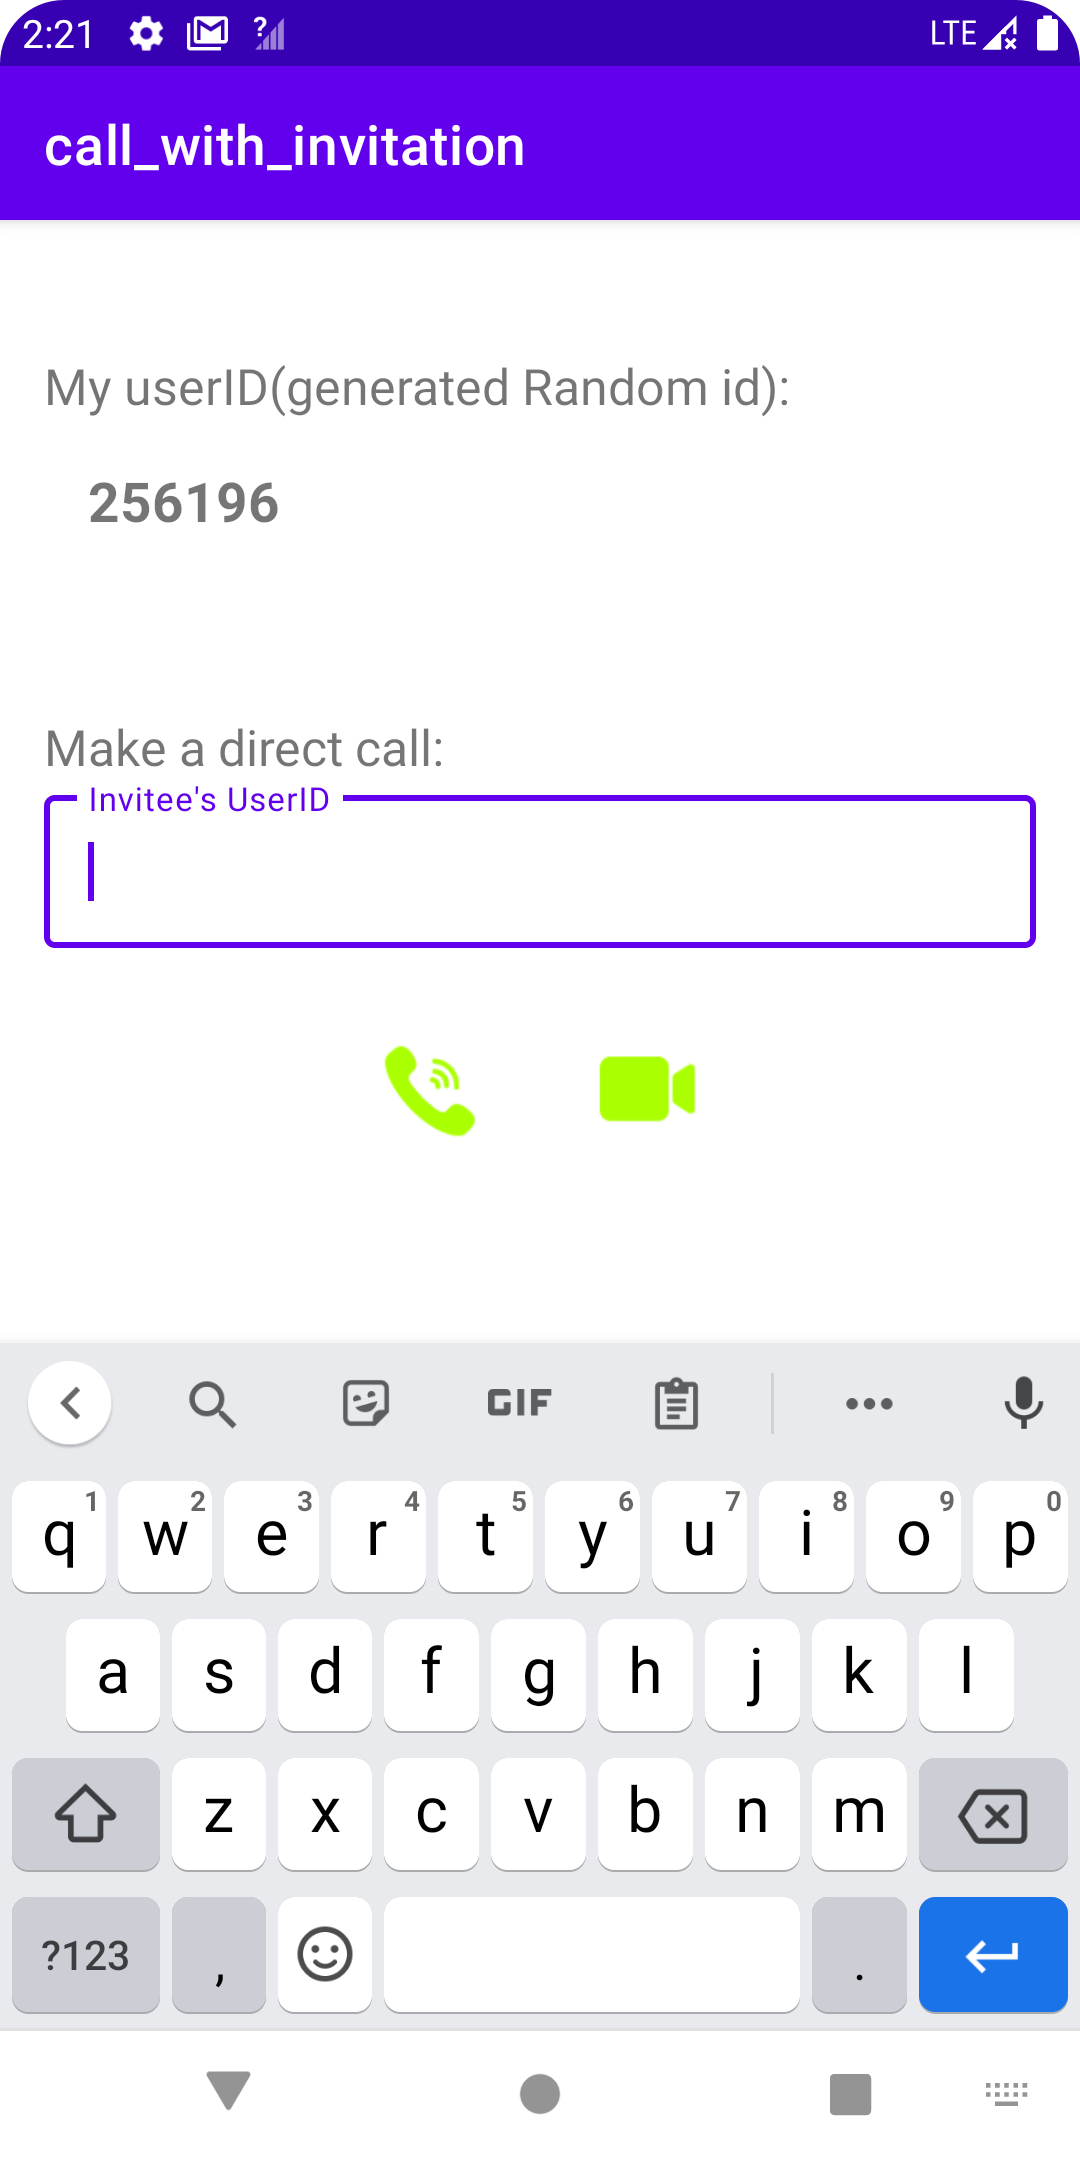 2:21 ? LTE
call_with_invitation
My userID(generated Random id):
256196
Make a direct call:
Invitee's UserID
GIF
q 1 w 2 e 3 r 4 t 5 y 6 u 7 i 8 o 9 p 0
a s d f g h j k l
z x c v b n m
?123 , .